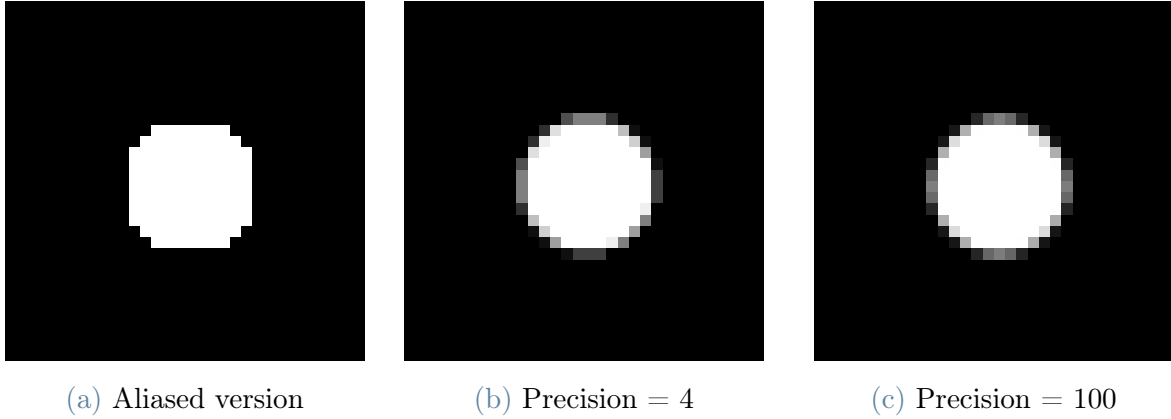 (a) Aliased version
(b) Precision = 4
(c) Precision = 100